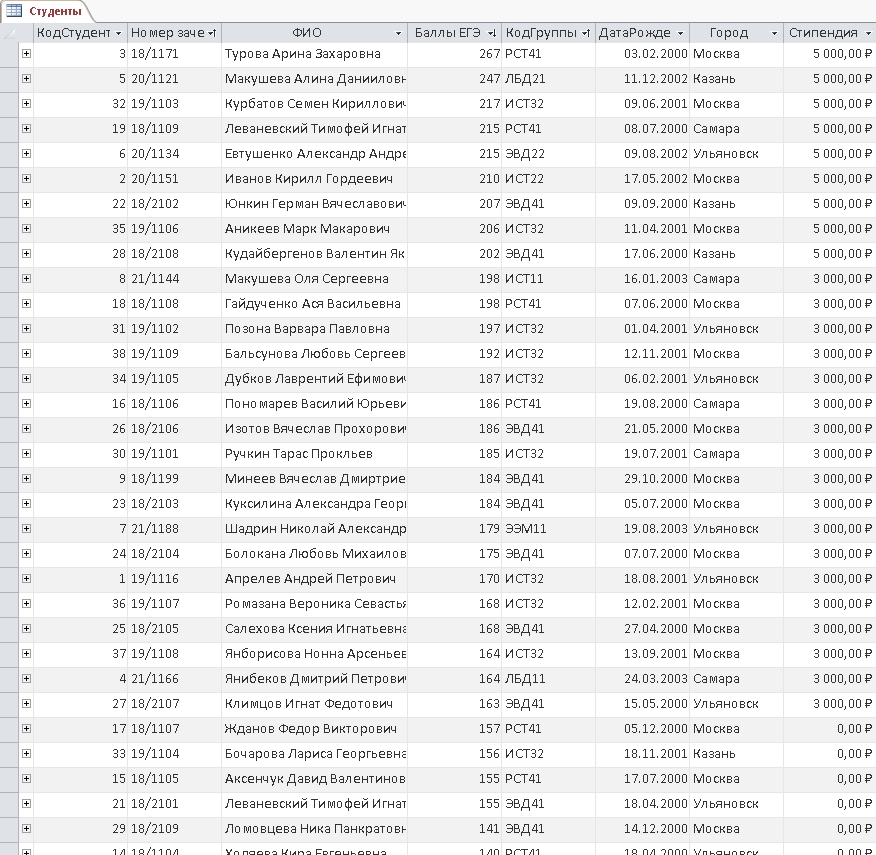 Студенты
КодСтудент Номер заче ФИО Баллы ЕГЭ КодГруппы ДатаРожде Город Стипендия
3 18/1171 Турова Арина Захаровна 267 РСТ41 03.02.2000 Москва 5 000,00 ₽
5 20/1121 Макушева Алина Данииловн 247 ЛБД21 11.12.2002 Казань 5 000,00 ₽
32 19/1103 Курбатов Семен Кириллович 217 ИСТ32 09.06.2001 Москва 5 000,00 ₽
19 18/1109 Леваневский Тимофей Игнат 215 РСТ41 08.07.2000 Самара 5 000,00 ₽
6 20/1134 Евтушенко Александр Андре 215 ЭВД22 09.08.2002 Ульяновск 5 000,00 ₽
2 20/1151 Иванов Кирилл Гордеевич 210 ИСТ22 17.05.2002 Москва 5 000,00 ₽
22 18/2102 Юнкин Герман Вячеславович 207 ЭВД41 09.09.2000 Казань 5 000,00 ₽
35 19/1106 Аникеев Марк Макарович 206 ИСТ32 11.04.2001 Москва 5 000,00 ₽
28 18/2108 Кудайбергенов Валентин Як 202 ЭВД41 17.06.2000 Казань 5 000,00 ₽
8 21/1144 Макушева Оля Сергеевна 198 ИСТ11 16.01.2003 Самара 3 000,00 ₽
18 18/1108 Гайдученко Ася Васильевна 198 РСТ41 07.06.2000 Москва 3 000,00 ₽
31 19/1102 Позона Варвара Павловна 197 ИСТ32 01.04.2001 Ульяновск 3 000,00 ₽
38 19/1109 Бальсунова Любовь Сергеев 192 ИСТ32 12.11.2001 Москва 3 000,00 ₽
34 19/1105 Дубков Лаврентий Ефимович 187 ИСТ32 06.02.2001 Ульяновск 3 000,00 ₽
16 18/1106 Пономарев Василий Юрьеви 186 РСТ41 19.08.2000 Самара 3 000,00 ₽
26 18/2106 Изотов Вячеслав Прохорович 186 ЭВД41 21.05.2000 Москва 3 000,00 ₽
30 19/1101 Ручкин Тарас Прокльев 185 ИСТ32 19.07.2001 Самара 3 000,00 ₽
9 18/1199 Минеев Вячеслав Дмиртрие 184 ЭВД41 29.10.2000 Москва 3 000,00 ₽
23 18/2103 Куксилина Александра Геор 184 ЭВД41 05.07.2000 Москва 3 000,00 ₽
7 21/1188 Шадрин Николай Александр 179 ЭЭМ11 19.08.2003 Ульяновск 3 000,00 ₽
24 18/2104 Болокана Любовь Михаилов 175 ЭВД41 07.07.2000 Москва 3 000,00 ₽
1 19/1116 Апрелев Андрей Петрович 170 ИСТ32 18.08.2001 Ульяновск 3 000,00 ₽
36 19/1107 Ромазана Вероника Севастья 168 ИСТ32 12.02.2001 Москва 3 000,00 ₽
25 18/2105 Салехова Ксения Игнатьевна 168 ЭВД41 27.04.2000 Москва 3 000,00 ₽
37 19/1108 Янборисова Нонна Арсеньев 164 ИСТ32 13.09.2001 Москва 3 000,00 ₽
4 21/1166 Янибеков Дмитрий Петрович 164 ЛБД11 24.03.2003 Самара 3 000,00 ₽
27 18/2107 Климцов Игнат Федотович 163 ЭВД41 15.05.2000 Ульяновск 3 000,00 ₽
17 18/1107 Жданов Федор Викторович 157 РСТ41 05.12.2000 Москва 0,00 ₽
33 19/1104 Бочарова Лариса Георгьевна 156 ИСТ32 18.11.2001 Казань 0,00 ₽
15 18/1105 Аксенчук Давид Валентинов 155 РСТ41 17.07.2000 Москва 0,00 ₽
21 18/2101 Леваневский Тимофей Игнат 155 ЭВД41 18.04.2000 Ульяновск 0,00 ₽
29 18/2109 Ломовцева Ника Панкратовн 141 ЭВД41 14.12.2000 Москва 0,00 ₽
14 18/1104 Холяева Кира Евгеньевна 140 РСТ41 18.04.2000 Ульяновск 0,00 ₽